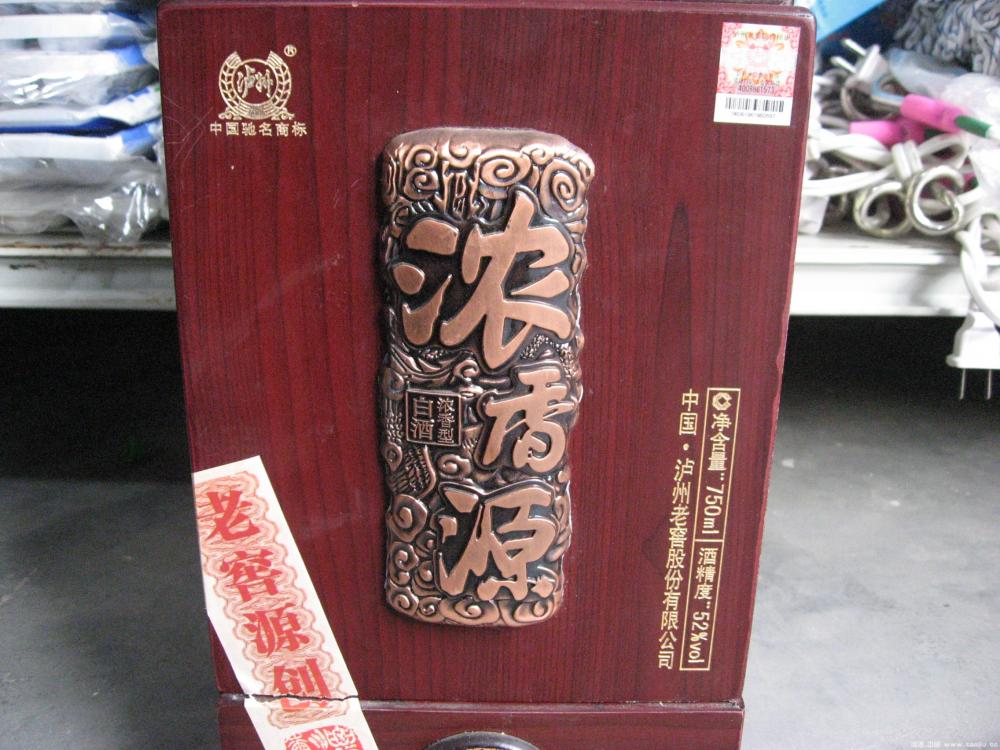 泸州
®
中国驰名商标
4008861573
浓香源
浓香型
白酒
净含量:750ml
酒精度:52%vol
中国·泸州老窖股份有限公司
老窖源创